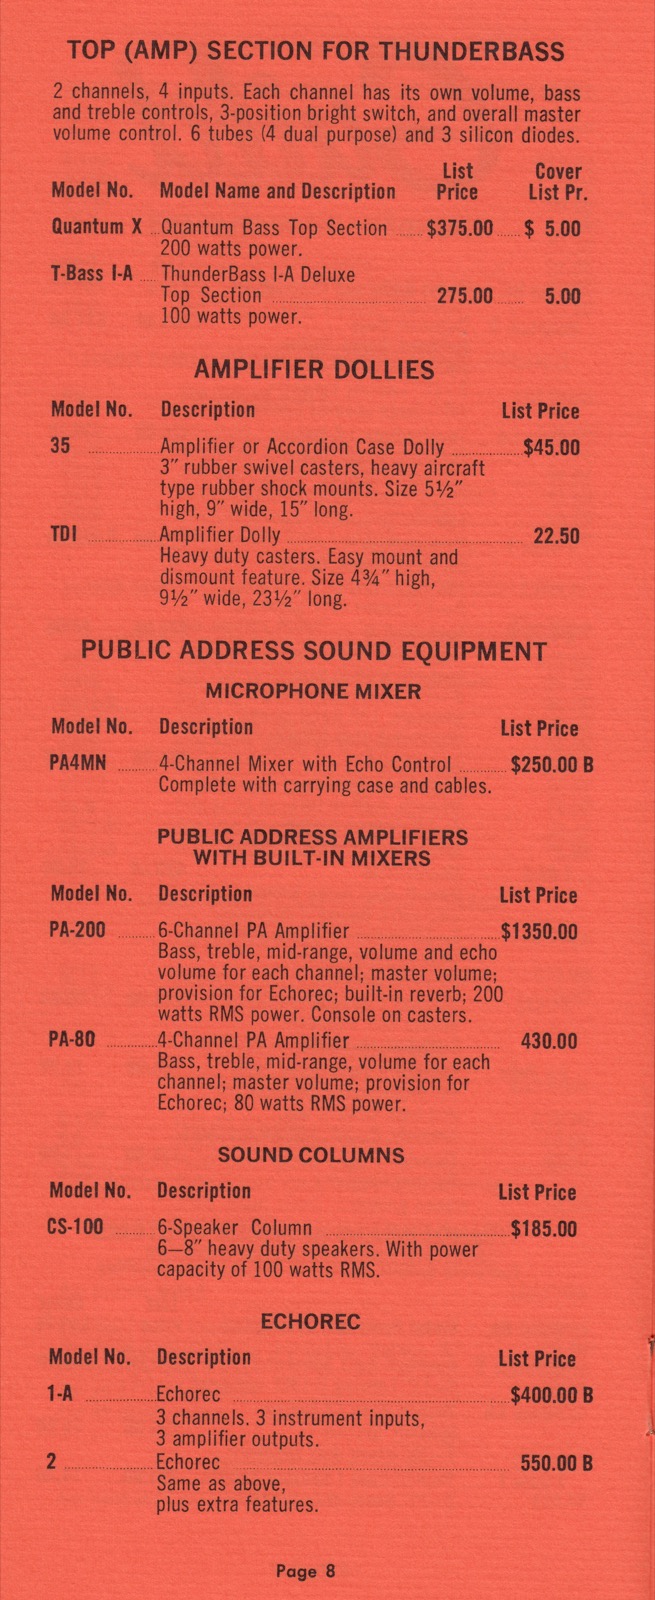 TOP (AMP) SECTION FOR THUNDERBASS
2 channels, 4 inputs. Each channel has its own volume, bass
and treble controls, 3-position bright switch, and overall master
volume control. 6 tubes (4 dual purpose) and 3 silicon diodes.
List Cover
Model No. Model Name and Description Price List Pr.
Quantum X Quantum Bass Top Section $375.00 $ 5.00
200 watts power.
T-Bass I-A ThunderBass I-A Deluxe
Top Section 275.00 5.00
100 watts power.
AMPLIFIER DOLLIES
Model No. Description List Price
35 Amplifier or Accordion Case Dolly $45.00
3" rubber swivel casters, heavy aircraft
type rubber shock mounts. Size 5½"
high, 9" wide, 15" long.
TDI Amplifier Dolly 22.50
Heavy duty casters. Easy mount and
dismount feature. Size 4¾" high,
9½" wide, 23½" long.
PUBLIC ADDRESS SOUND EQUIPMENT
MICROPHONE MIXER
Model No. Description List Price
PA4MN 4-Channel Mixer with Echo Control $250.00 B
Complete with carrying case and cables.
PUBLIC ADDRESS AMPLIFIERS
WITH BUILT-IN MIXERS
Model No. Description List Price
PA-200 6-Channel PA Amplifier $1350.00
Bass, treble, mid-range, volume and echo
volume for each channel; master volume;
provision for Echorec; built-in reverb; 200
watts RMS power. Console on casters.
PA-80 4-Channel PA Amplifier 430.00
Bass, treble, mid-range, volume for each
channel; master volume; provision for
Echorec; 80 watts RMS power.
SOUND COLUMNS
Model No. Description List Price
CS-100 6-Speaker Column $185.00
6—8" heavy duty speakers. With power
capacity of 100 watts RMS.
ECHOREC
Model No. Description List Price
1-A Echorec $400.00 B
3 channels. 3 instrument inputs,
3 amplifier outputs.
2 Echorec 550.00 B
Same as above,
plus extra features.
Page 8